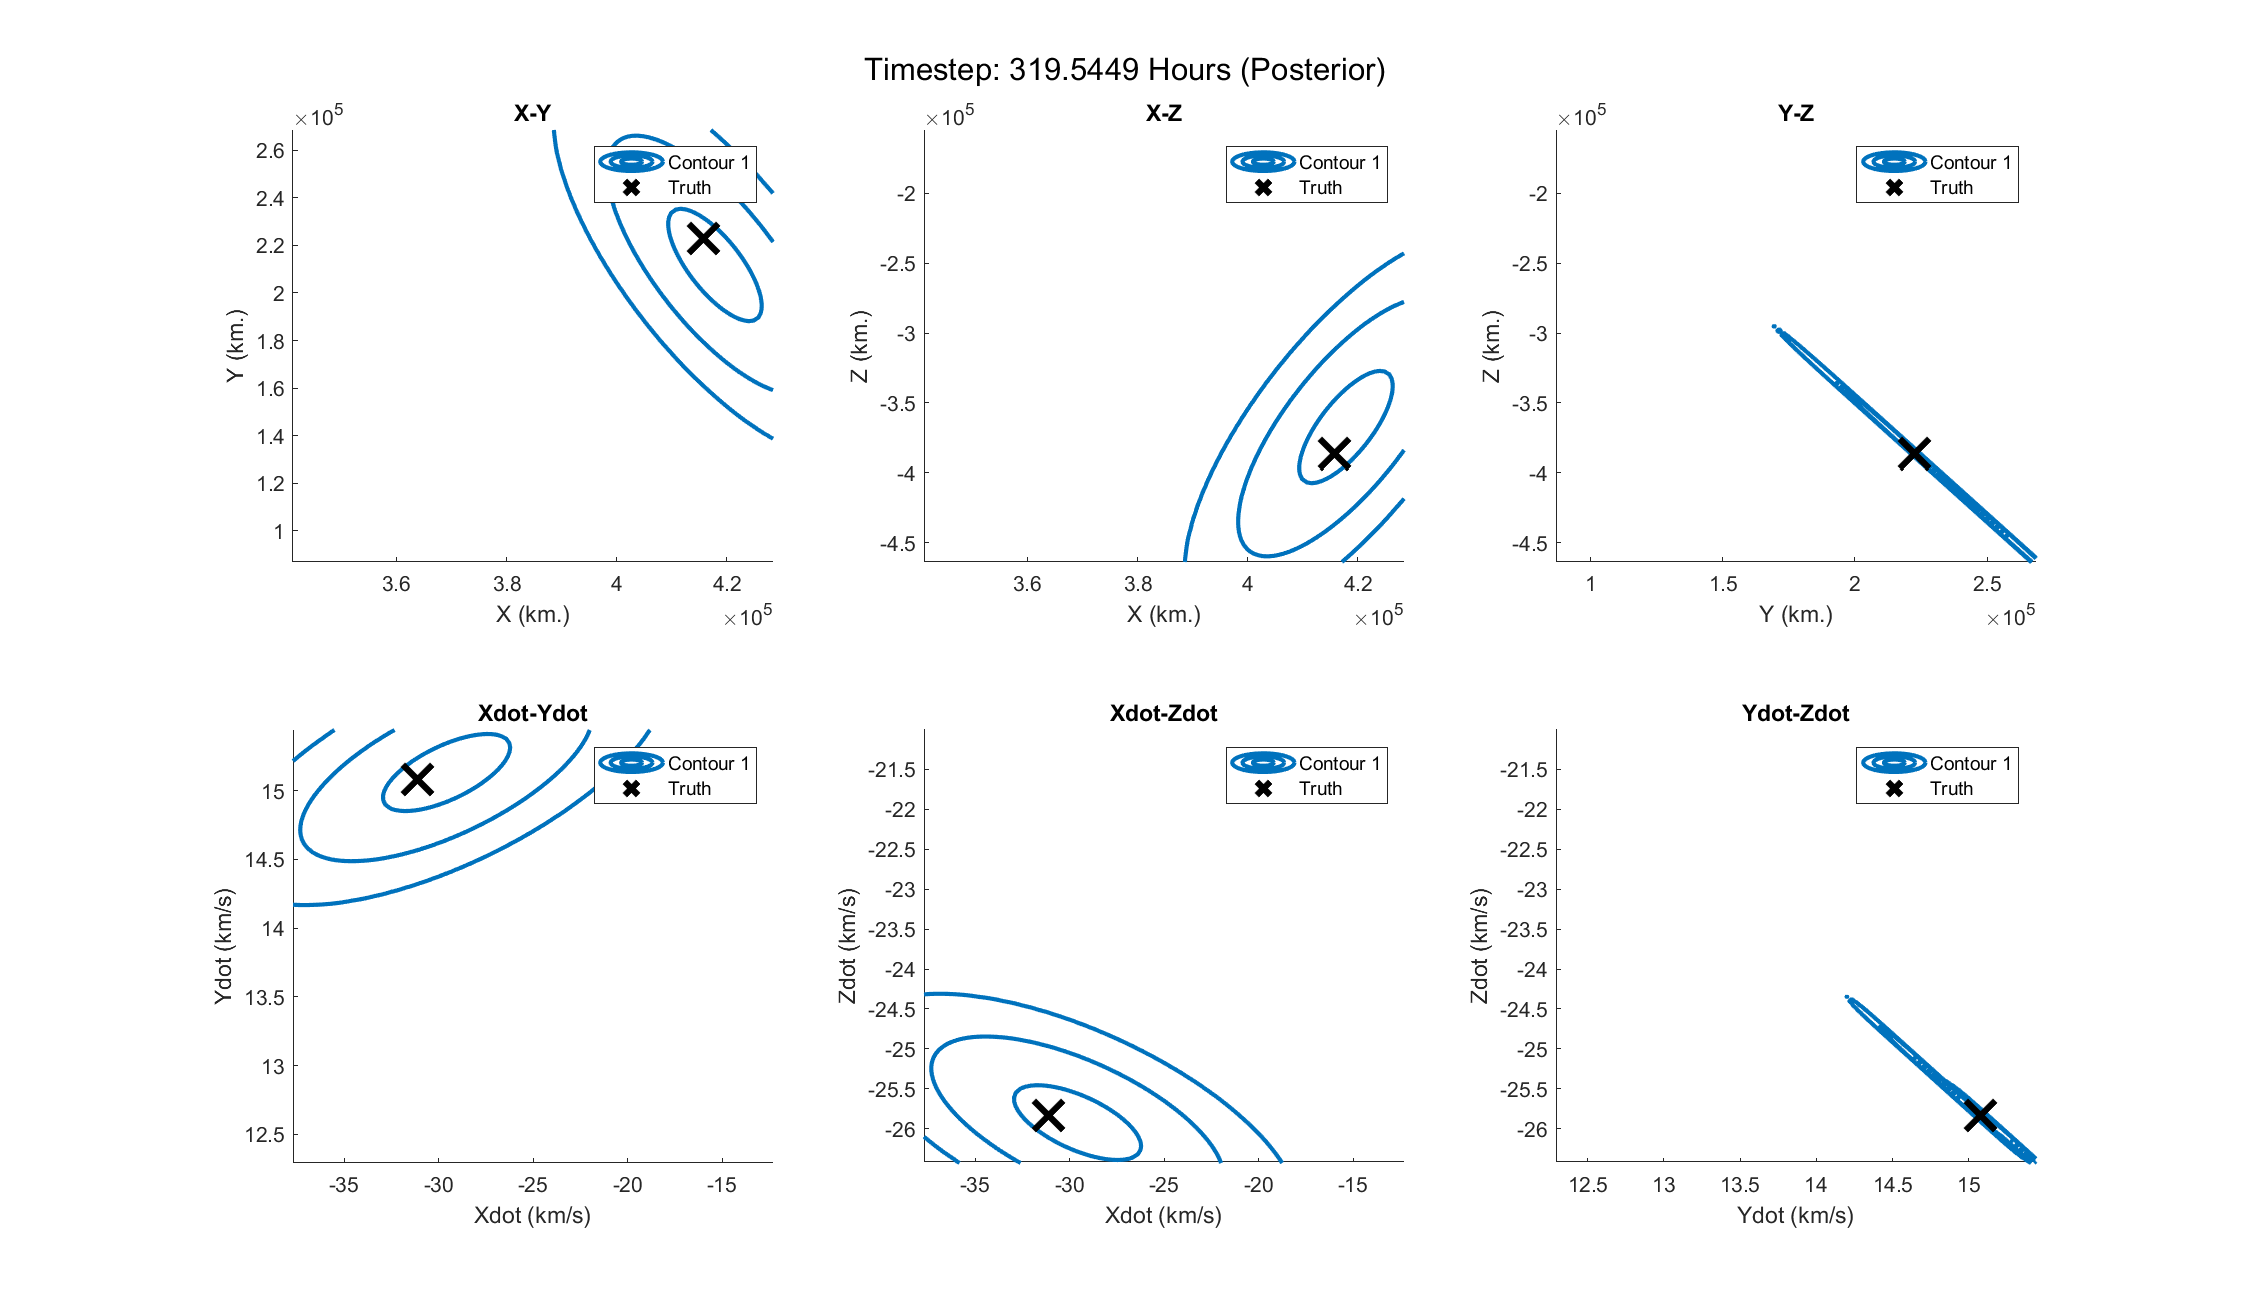 Timestep: 319.5449 Hours (Posterior)
X-Y
×10^5
Contour 1
Truth
2.6
2.4
2.2
2
1.8
1.6
1.4
1.2
1
Y (km.)
3.6 3.8 4 4.2
X (km.)
×10^5
X-Z
×10^5
Contour 1
Truth
-2
-2.5
-3
-3.5
-4
-4.5
Z (km.)
3.6 3.8 4 4.2
X (km.)
×10^5
Y-Z
×10^5
Contour 1
Truth
-2
-2.5
-3
-3.5
-4
-4.5
Z (km.)
1 1.5 2 2.5
Y (km.)
×10^5
Xdot-Ydot
Contour 1
Truth
15
14.5
14
13.5
13
12.5
Ydot (km/s)
-35 -30 -25 -20 -15
Xdot (km/s)
Xdot-Zdot
Contour 1
Truth
-21.5
-22
-22.5
-23
-23.5
-24
-24.5
-25
-25.5
-26
Zdot (km/s)
-35 -30 -25 -20 -15
Xdot (km/s)
Ydot-Zdot
Contour 1
Truth
-21.5
-22
-22.5
-23
-23.5
-24
-24.5
-25
-25.5
-26
Zdot (km/s)
12.5 13 13.5 14 14.5 15
Ydot (km/s)